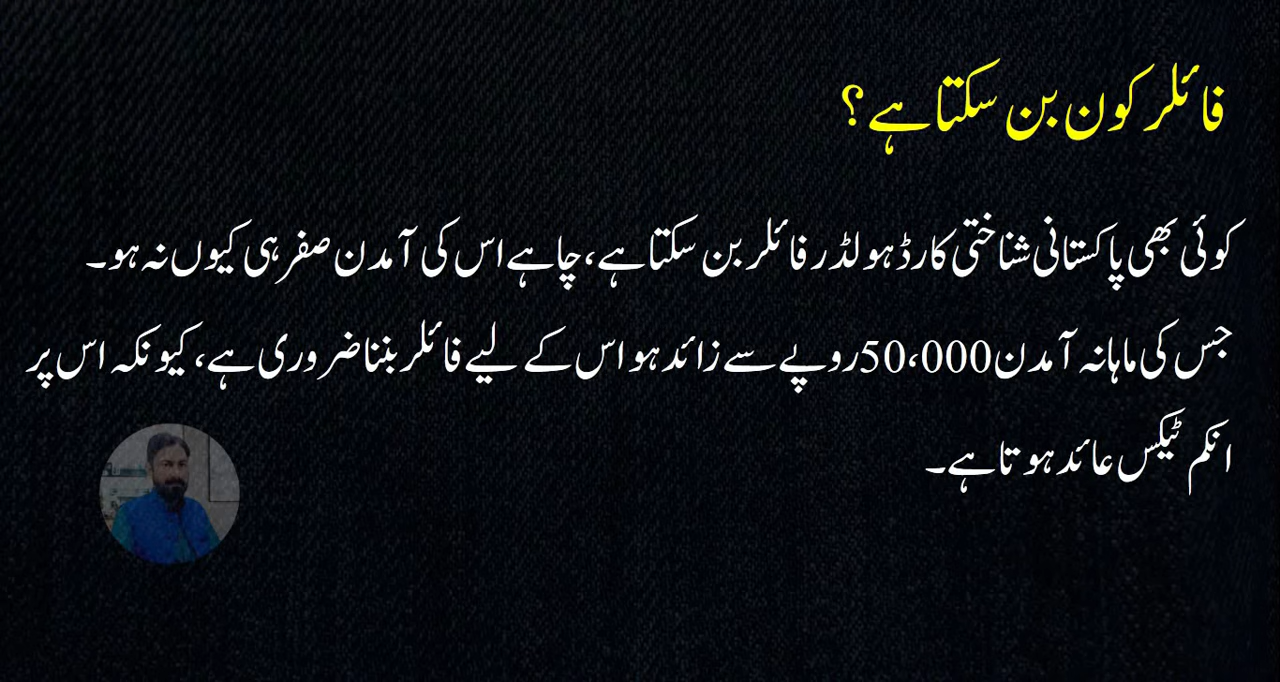 فائلر کون بن سکتا ہے؟
کوئی بھی پاکستانی شناختی کارڈ ہولڈر فائلر بن سکتا ہے، چاہے اس کی آمدن صفر ہی کیوں نہ ہو۔
جس کی ماہانہ آمدن 50،000 روپے سے زائد ہو اس کے لیے فائلر بننا ضروری ہے، کیونکہ اس پر
انکم ٹیکس عائد ہوتا ہے۔